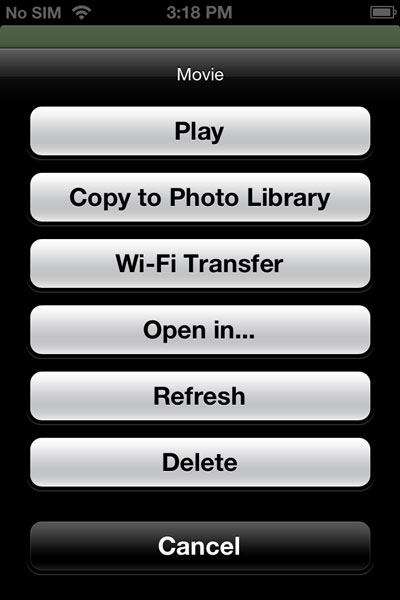 No SIM 3:18 PM
Movie
Play
Copy to Photo Library
Wi-Fi Transfer
Open in...
Refresh
Delete
Cancel